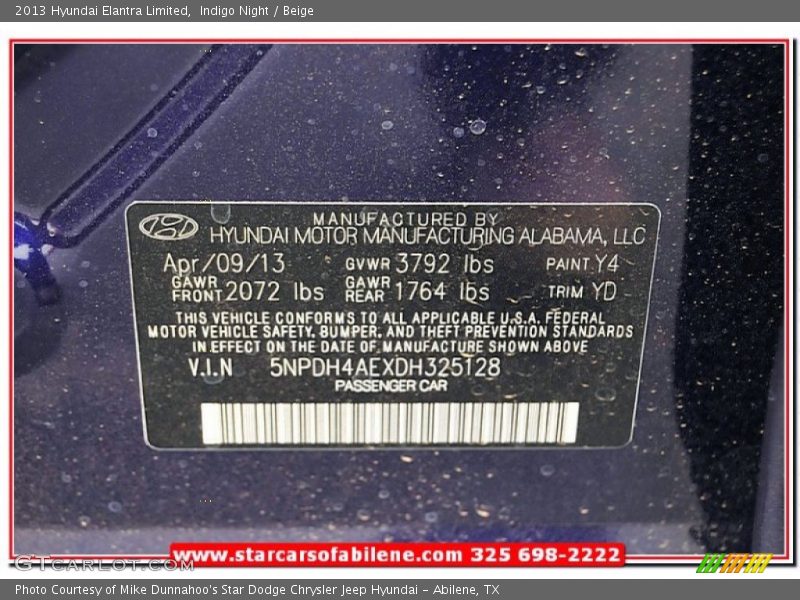 2013 Hyundai Elantra Limited, Indigo Night / Beige
MANUFACTURED BY
HYUNDAI MOTOR MANUFACTURING ALABAMA, LLC
Apr/09/13 GVWR 3792 lbs PAINT Y4
GAWR FRONT 2072 lbs GAWR REAR 1764 lbs TRIM YD
THIS VEHICLE CONFORMS TO ALL APPLICABLE U.S.A. FEDERAL
MOTOR VEHICLE SAFETY, BUMPER, AND THEFT PREVENTION STANDARDS
IN EFFECT ON THE DATE OF MANUFACTURE SHOWN ABOVE
V.I.N 5NPDH4AEXDH325128
PASSENGER CAR
www.starcarsofabilene.com 325 698-2222
GTCARLOT.COM
Photo Courtesy of Mike Dunnahoo's Star Dodge Chrysler Jeep Hyundai - Abilene, TX